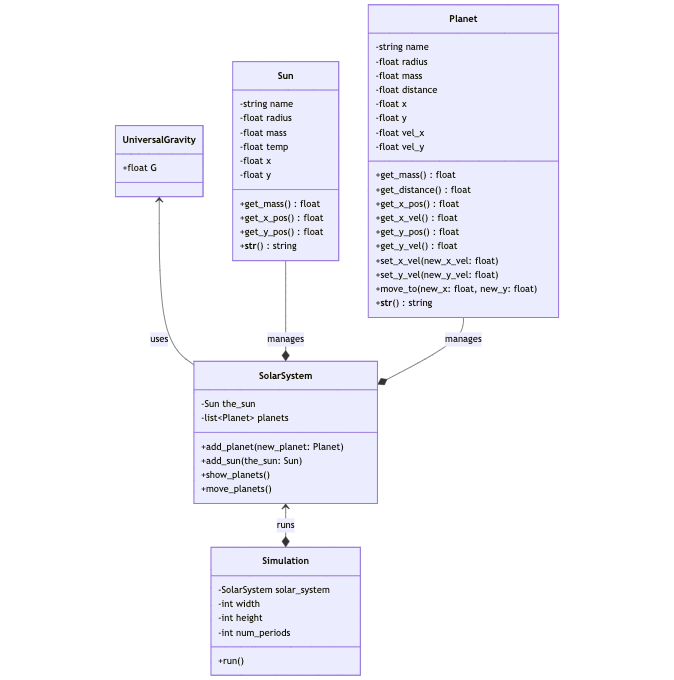 Planet
-string name
-float radius
-float mass
-float distance
-float x
-float y
-float vel_x
-float vel_y
+get_mass() : float
+get_distance() : float
+get_x_pos() : float
+get_x_vel() : float
+get_y_pos() : float
+get_y_vel() : float
+set_x_vel(new_x_vel: float)
+set_y_vel(new_y_vel: float)
+move_to(new_x: float, new_y: float)
+str() : string
Sun
-string name
-float radius
-float mass
-float temp
-float x
-float y
+get_mass() : float
+get_x_pos() : float
+get_y_pos() : float
+str() : string
UniversalGravity
+float G
uses
manages
manages
SolarSystem
-Sun the_sun
-list<Planet> planets
+add_planet(new_planet: Planet)
+add_sun(the_sun: Sun)
+show_planets()
+move_planets()
runs
Simulation
-SolarSystem solar_system
-int width
-int height
-int num_periods
+run()